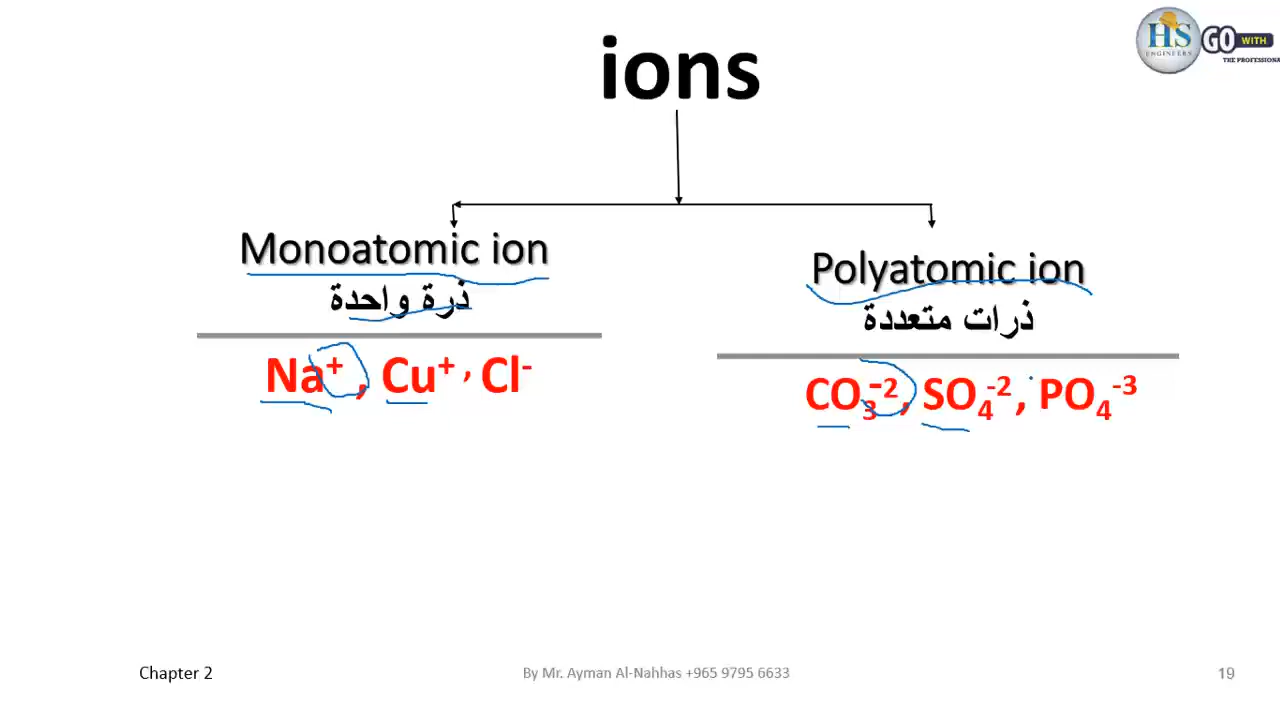 HS
ENGINEERS
GO WITH
THE PROFESSIONA
ions
Monoatomic ion
ذرة واحدة
Na⁺ , Cu⁺ , Cl⁻
Polyatomic ion
ذرات متعددة
CO₃⁻², SO₄⁻², PO₄⁻³
Chapter 2
By Mr. Ayman Al-Nahhas +965 9795 6633
19